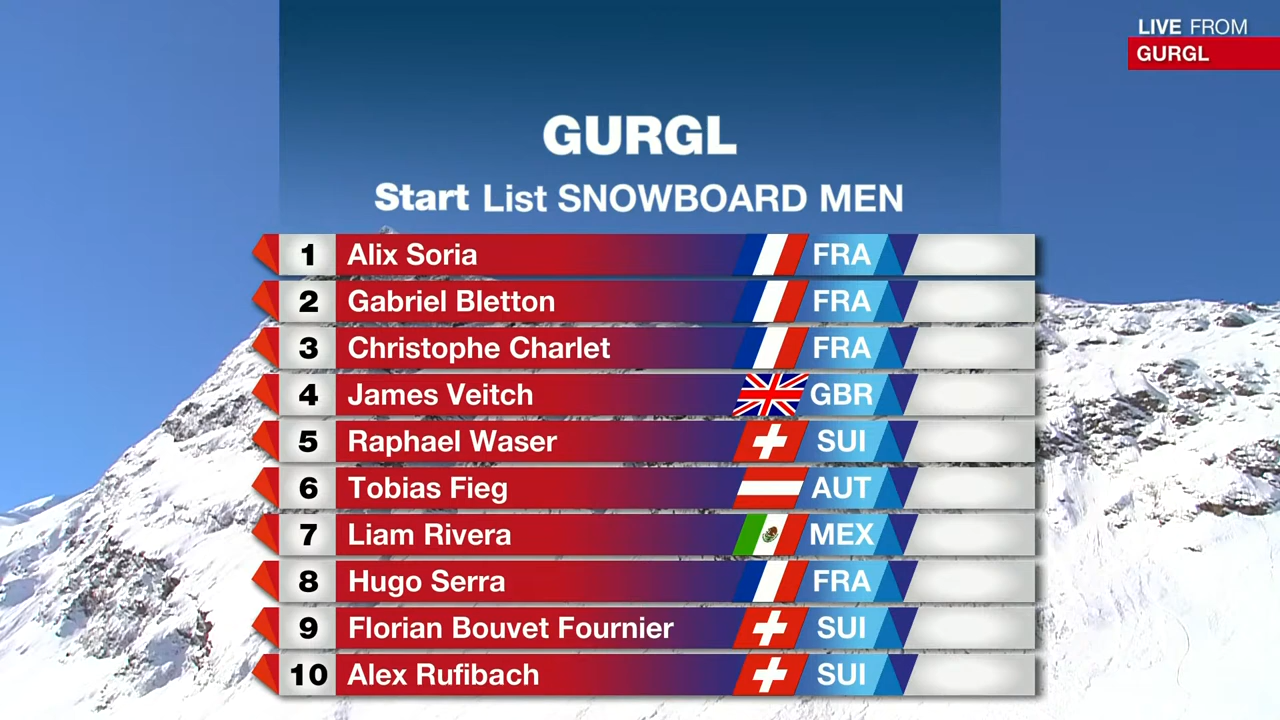 LIVE FROM
GURGL
GURGL
Start List SNOWBOARD MEN
1 Alix Soria FRA
2 Gabriel Bletton FRA
3 Christophe Charlet FRA
4 James Veitch GBR
5 Raphael Waser SUI
6 Tobias Fieg AUT
7 Liam Rivera MEX
8 Hugo Serra FRA
9 Florian Bouvet Fournier SUI
10 Alex Rufibach SUI